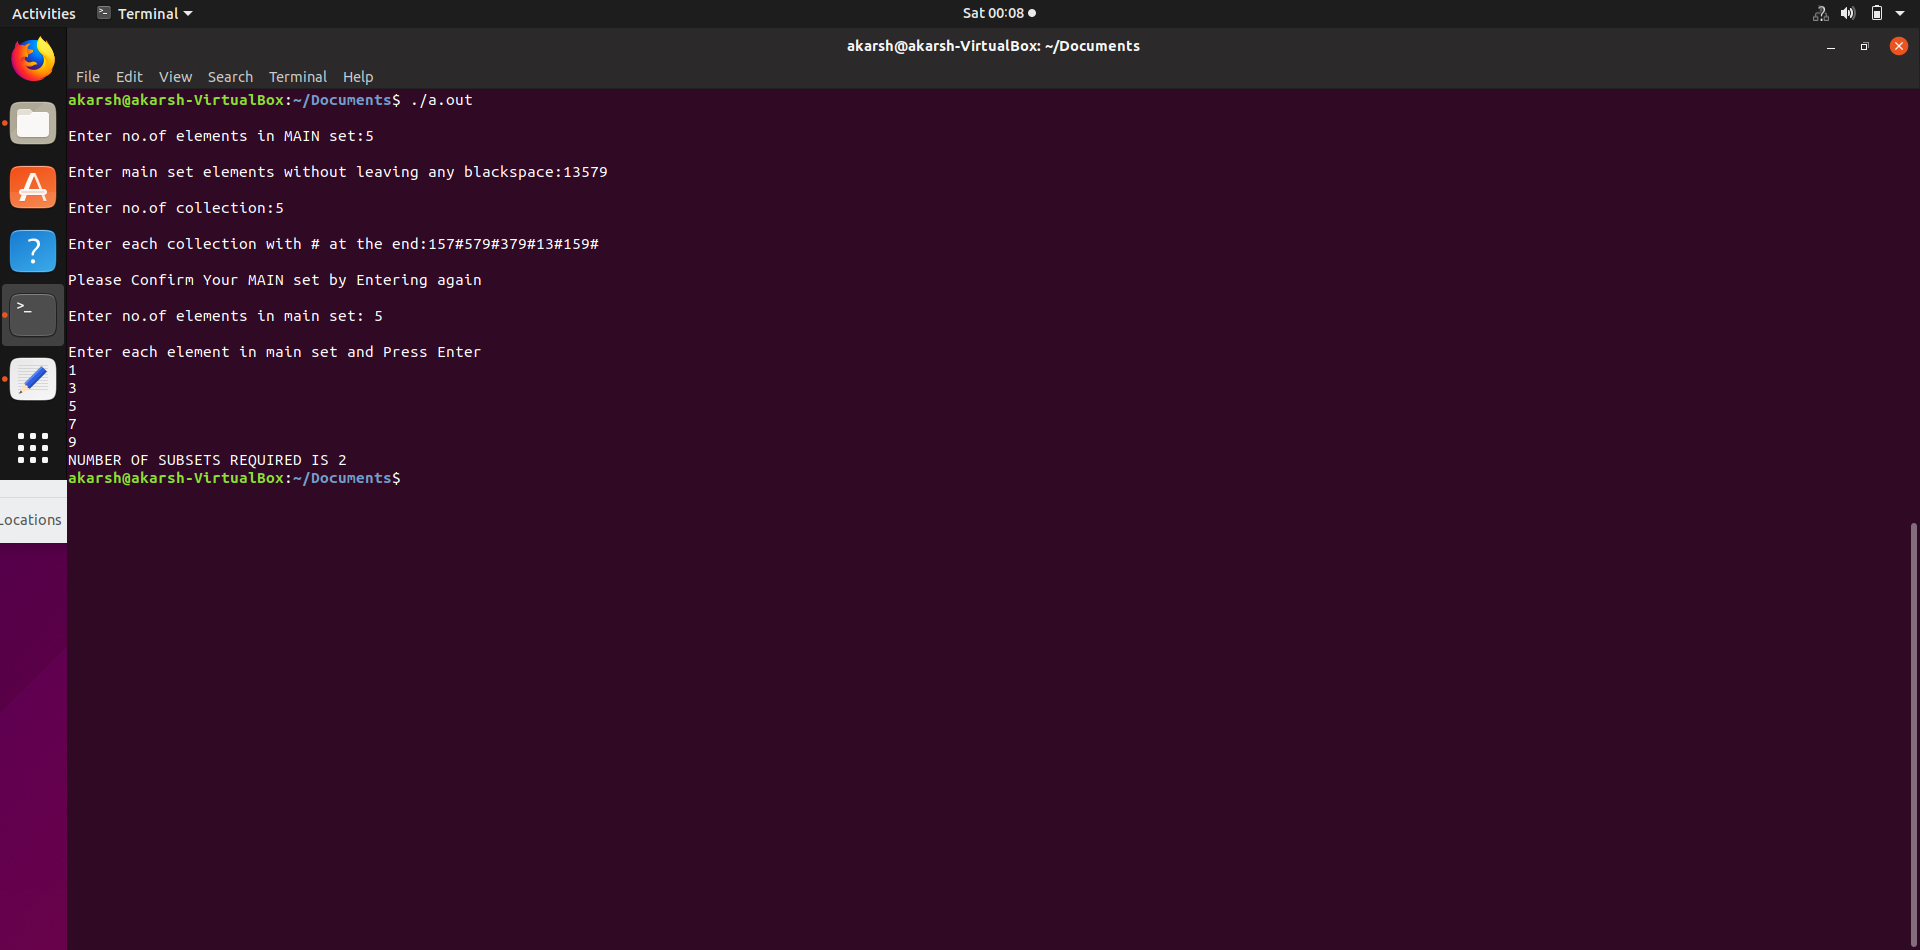 Activities Terminal Sat 00:08
akarsh@akarsh-VirtualBox: ~/Documents
File Edit View Search Terminal Help
akarsh@akarsh-VirtualBox:~/Documents$ ./a.out
Enter no.of elements in MAIN set:5
Enter main set elements without leaving any blackspace:13579
Enter no.of collection:5
Enter each collection with # at the end:157#579#379#13#159#
Please Confirm Your MAIN set by Entering again
Enter no.of elements in main set: 5
Enter each element in main set and Press Enter
1
3
5
7
9
NUMBER OF SUBSETS REQUIRED IS 2
akarsh@akarsh-VirtualBox:~/Documents$
Locations